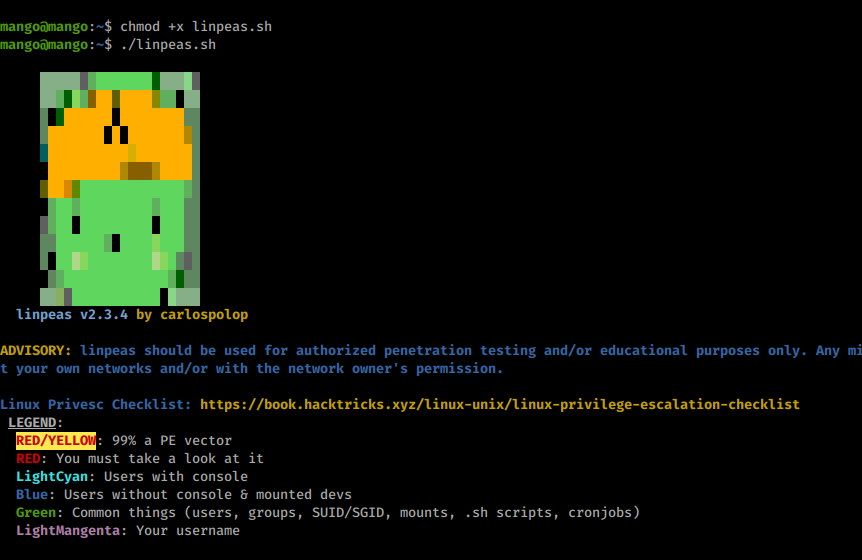 mango@mango:~$ chmod +x linpeas.sh
mango@mango:~$ ./linpeas.sh
linpeas v2.3.4 by carlospolop
ADVISORY: linpeas should be used for authorized penetration testing and/or educational purposes only. Any mi
t your own networks and/or with the network owner's permission.
Linux Privesc Checklist: https://book.hacktricks.xyz/linux-unix/linux-privilege-escalation-checklist
LEGEND:
RED/YELLOW: 99% a PE vector
RED: You must take a look at it
LightCyan: Users with console
Blue: Users without console & mounted devs
Green: Common things (users, groups, SUID/SGID, mounts, .sh scripts, cronjobs)
LightMangenta: Your username